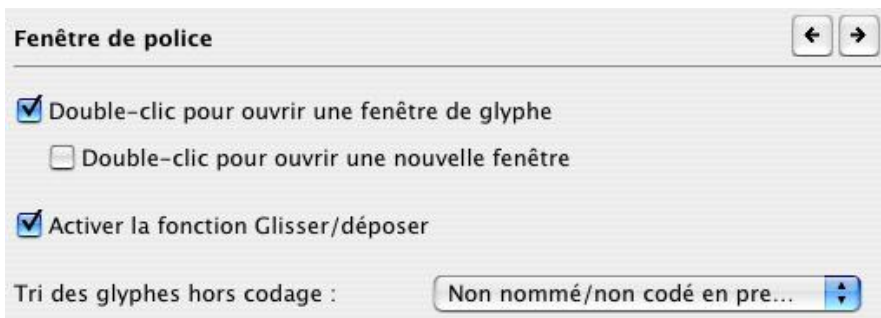 Fenêtre de police
Double-clic pour ouvrir une fenêtre de glyphe
Double-clic pour ouvrir une nouvelle fenêtre
Activer la fonction Glisser/déposer
Tri des glyphes hors codage : Non nommé/non codé en pre...